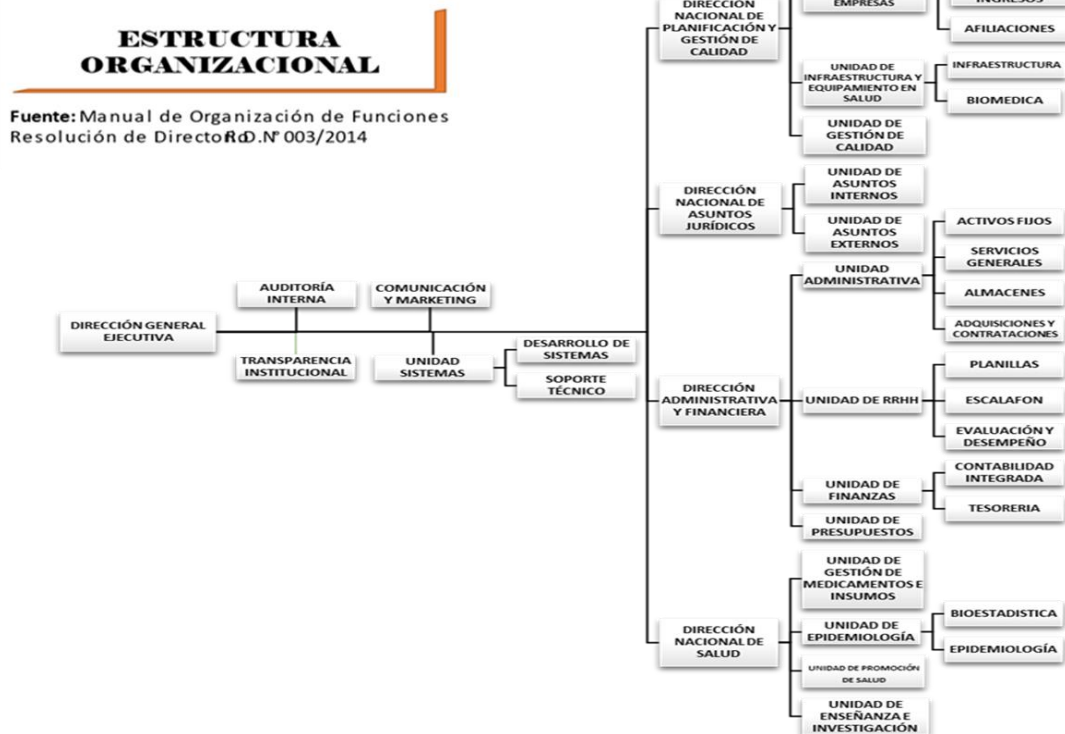 ESTRUCTURA
ORGANIZACIONAL
Fuente: Manual de Organización de Funciones
Resolución de Directorio R.D.N° 003/2014
DIRECCIÓN GENERAL
EJECUTIVA
AUDITORÍA
INTERNA
COMUNICACIÓN
Y MARKETING
TRANSPARENCIA
INSTITUCIONAL
UNIDAD
SISTEMAS
DESARROLLO DE
SISTEMAS
SOPORTE
TÉCNICO
DIRECCIÓN
NACIONAL DE
PLANIFICACIÓN Y
GESTIÓN DE
CALIDAD
EMPRESAS
INGRESOS
AFILIACIONES
UNIDAD DE
INFRAESTRUCTURA Y
EQUIPAMIENTO EN
SALUD
INFRAESTRUCTURA
BIOMEDICA
UNIDAD DE
GESTIÓN DE
CALIDAD
DIRECCIÓN
NACIONAL DE
ASUNTOS
JURÍDICOS
UNIDAD DE
ASUNTOS
INTERNOS
UNIDAD DE
ASUNTOS
EXTERNOS
DIRECCIÓN
ADMINISTRATIVA
Y FINANCIERA
UNIDAD
ADMINISTRATIVA
ACTIVOS FIJOS
SERVICIOS
GENERALES
ALMACENES
ADQUISICIONES Y
CONTRATACIONES
UNIDAD DE RRHH
PLANILLAS
ESCALAFON
EVALUACIÓN Y
DESEMPEÑO
UNIDAD DE
FINANZAS
CONTABILIDAD
INTEGRADA
TESORERIA
UNIDAD DE
PRESUPUESTOS
DIRECCIÓN
NACIONAL DE
SALUD
UNIDAD DE
GESTIÓN DE
MEDICAMENTOS E
INSUMOS
UNIDAD DE
EPIDEMIOLOGÍA
BIOESTADISTICA
EPIDEMIOLOGÍA
UNIDAD DE PROMOCIÓN
DE SALUD
UNIDAD DE
ENSEÑANZA E
INVESTIGACIÓN